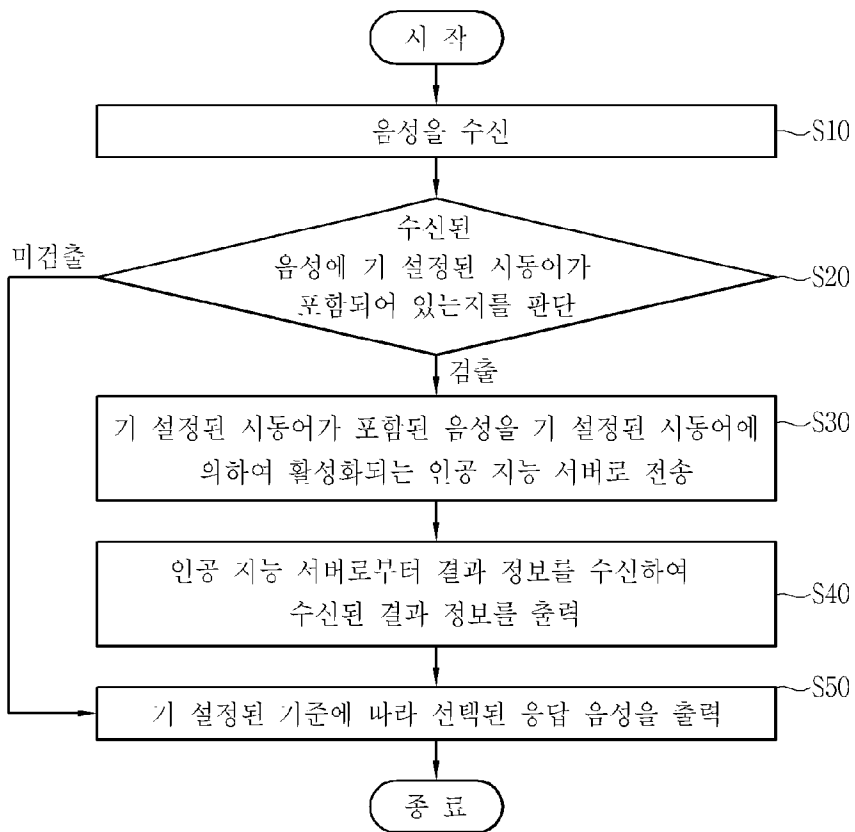 시 작
음성을 수신
S10
수신된
음성에 기 설정된 시동어가
포함되어 있는지를 판단
S20
미검출
검출
기 설정된 시동어가 포함된 음성을 기 설정된 시동어에
의하여 활성화되는 인공 지능 서버로 전송
S30
인공 지능 서버로부터 결과 정보를 수신하여
수신된 결과 정보를 출력
S40
기 설정된 기준에 따라 선택된 응답 음성을 출력
S50
종 료